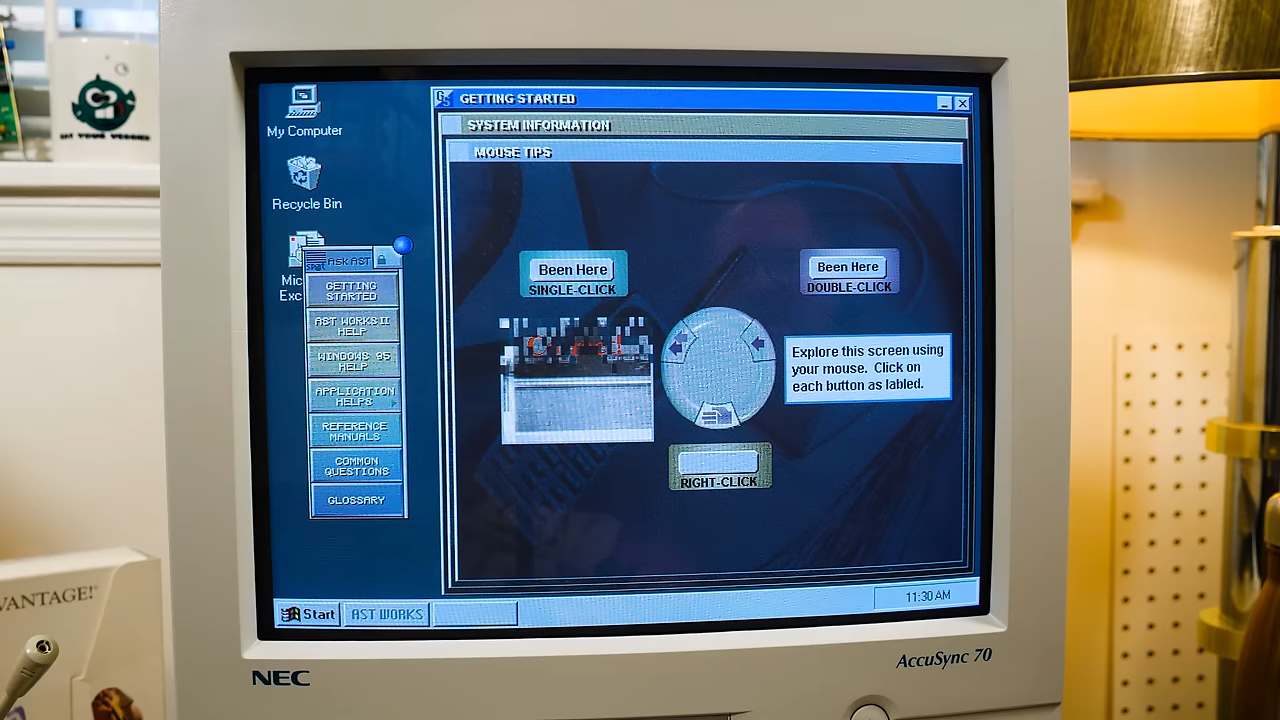 My Computer
Recycle Bin
Mic
Exc
Ask AST
GETTING
STARTED
AST WORKS II
HELP
WINDOWS 95
HELP
APPLICATION
HELPS
REFERENCE
MANUALS
COMMON
QUESTIONS
GLOSSARY
GETTING STARTED
SYSTEM INFORMATION
MOUSE TIPS
Been Here
SINGLE-CLICK
Been Here
DOUBLE-CLICK
Explore this screen using
your mouse. Click on
each button as labled.
RIGHT-CLICK
Start
AST WORKS
11:30 AM
NEC
AccuSync 70
VANTAGE!